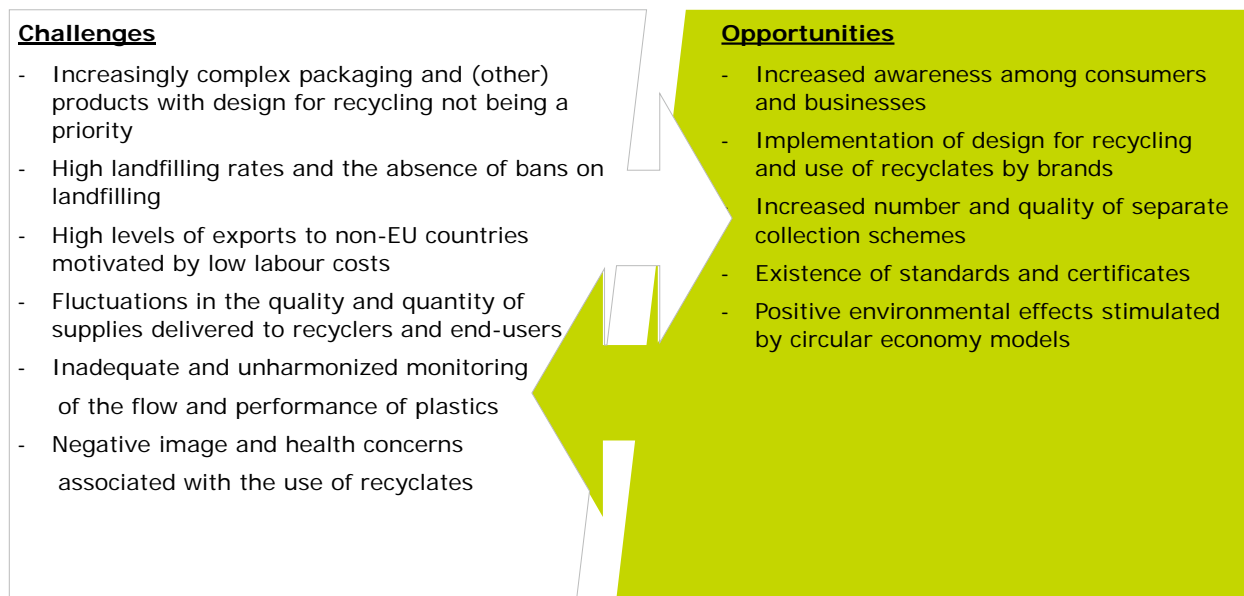 Challenges
- Increasingly complex packaging and (other)
products with design for recycling not being a
priority
- High landfilling rates and the absence of bans on
landfilling
- High levels of exports to non-EU countries
motivated by low labour costs
- Fluctuations in the quality and quantity of
supplies delivered to recyclers and end-users
- Inadequate and unharmonized monitoring
of the flow and performance of plastics
- Negative image and health concerns
associated with the use of recyclates
Opportunities
- Increased awareness among consumers
and businesses
- Implementation of design for recycling
and use of recyclates by brands
- Increased number and quality of separate
collection schemes
- Existence of standards and certificates
- Positive environmental effects stimulated
by circular economy models